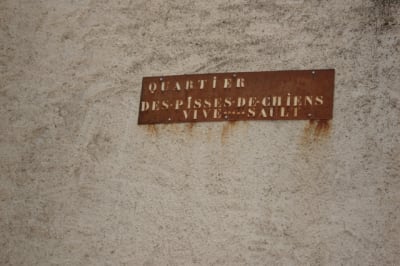 QUARTIER
DES-PISSES-DE-CHIENS
VIVE SAULT